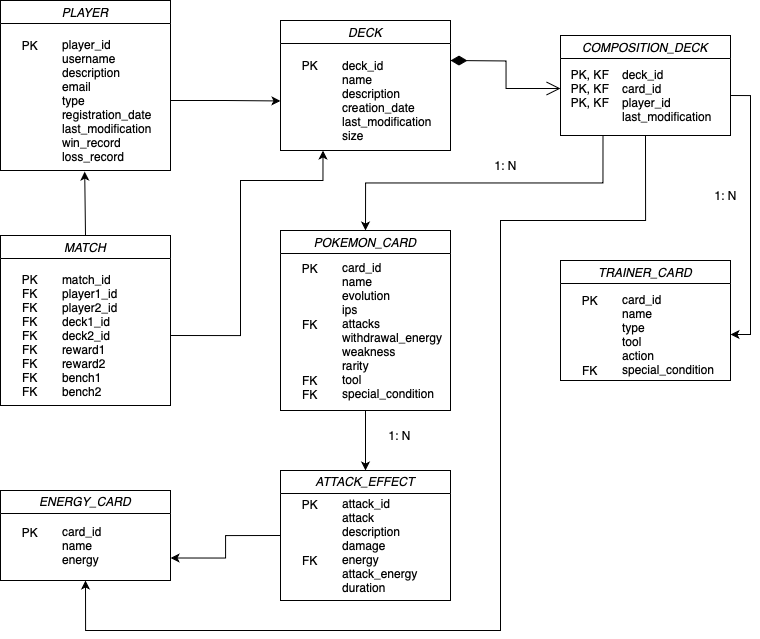 PLAYER
PK player_id
username
description
email
type
registration_date
last_modification
win_record
loss_record
DECK
PK deck_id
name
description
creation_date
last_modification
size
COMPOSITION_DECK
PK, KF deck_id
PK, KF card_id
PK, KF player_id
last_modification
1: N
1: N
MATCH
PK match_id
FK player1_id
FK player2_id
FK deck1_id
FK deck2_id
FK reward1
FK reward2
FK bench1
FK bench2
POKEMON_CARD
PK card_id
name
evolution
ips
FK attacks
withdrawal_energy
weakness
rarity
FK tool
FK special_condition
TRAINER_CARD
PK card_id
name
type
tool
action
FK special_condition
1: N
ENERGY_CARD
PK card_id
name
energy
ATTACK_EFFECT
PK attack_id
attack
description
damage
FK energy
attack_energy
duration